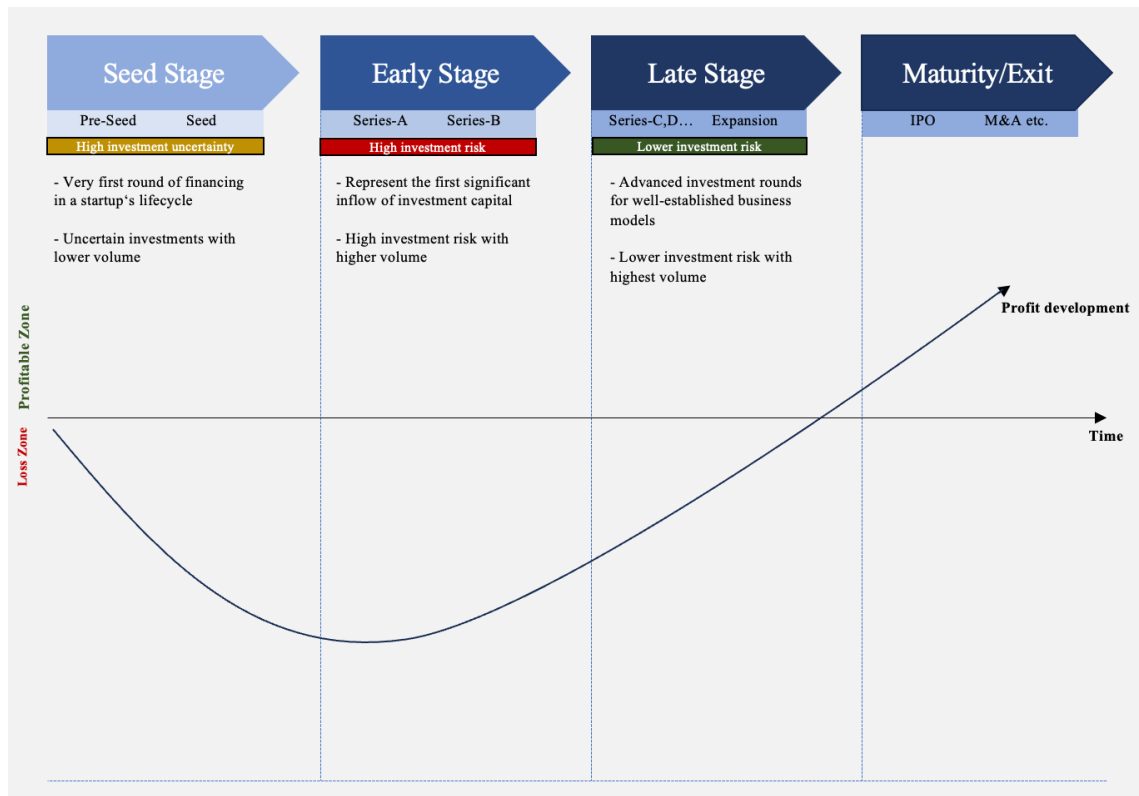 Seed Stage
Early Stage
Late Stage
Maturity/Exit
Pre-Seed
Seed
Series-A
Series-B
Series-C,D…
Expansion
IPO
M&A etc.
High investment uncertainty
High investment risk
Lower investment risk
- Very first round of financing
in a startup‘s lifecycle
- Uncertain investments with
lower volume
- Represent the first significant
inflow of investment capital
- High investment risk with
higher volume
- Advanced investment rounds
for well-established business
models
- Lower investment risk with
highest volume
Profitable Zone
Loss Zone
Profit development
Time